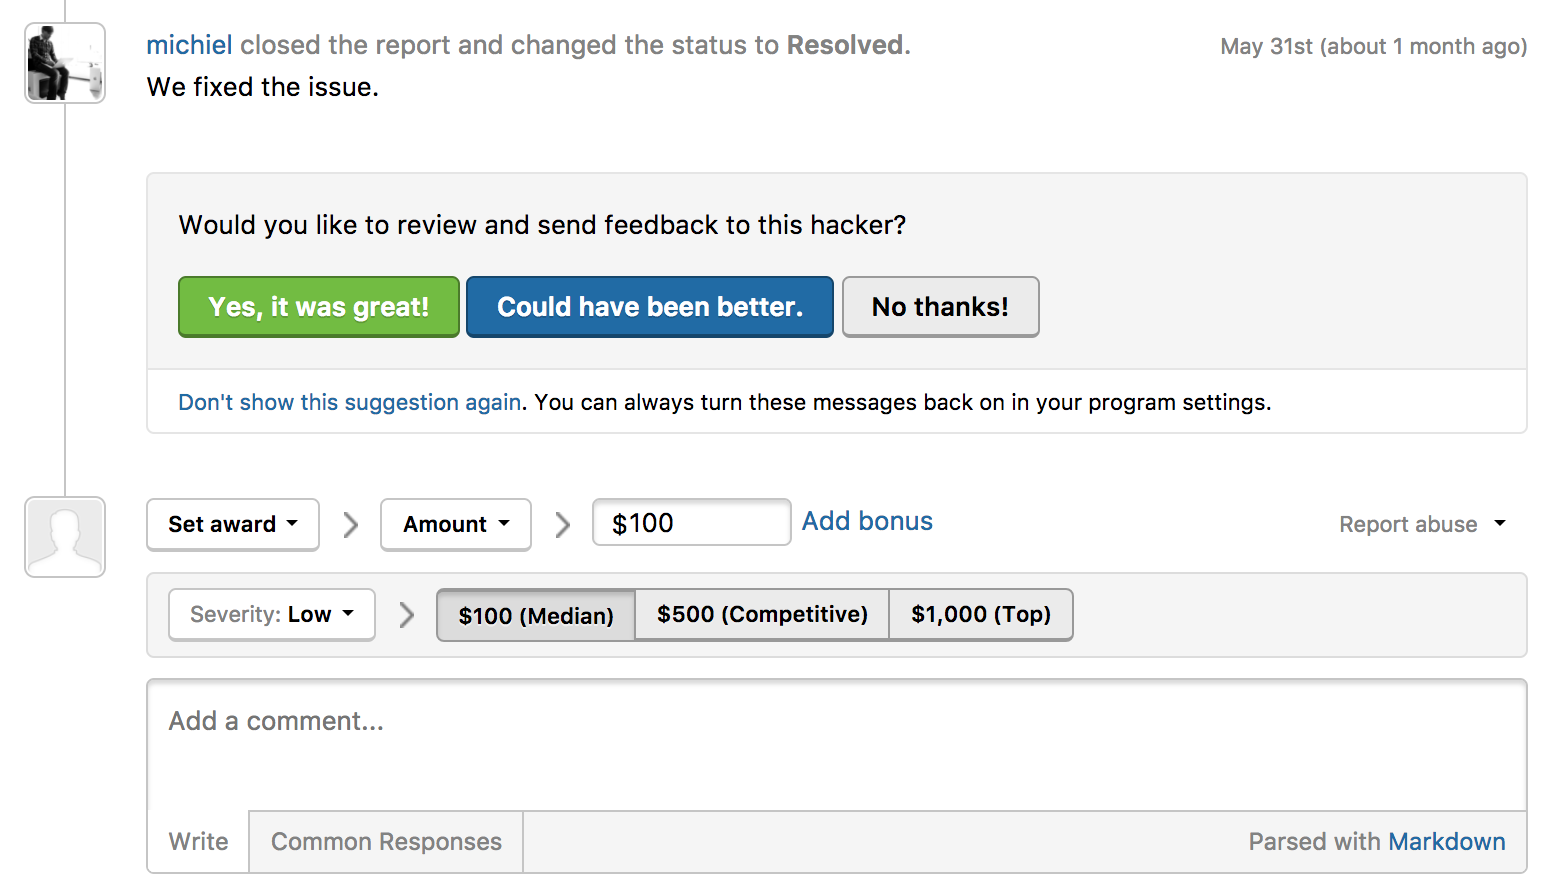 michiel closed the report and changed the status to Resolved. May 31st (about 1 month ago)
We fixed the issue.
Would you like to review and send feedback to this hacker?
Yes, it was great! Could have been better. No thanks!
Don't show this suggestion again. You can always turn these messages back on in your program settings.
Set award Amount $100 Add bonus Report abuse
Severity: Low $100 (Median) $500 (Competitive) $1,000 (Top)
Add a comment...
Write Common Responses Parsed with Markdown